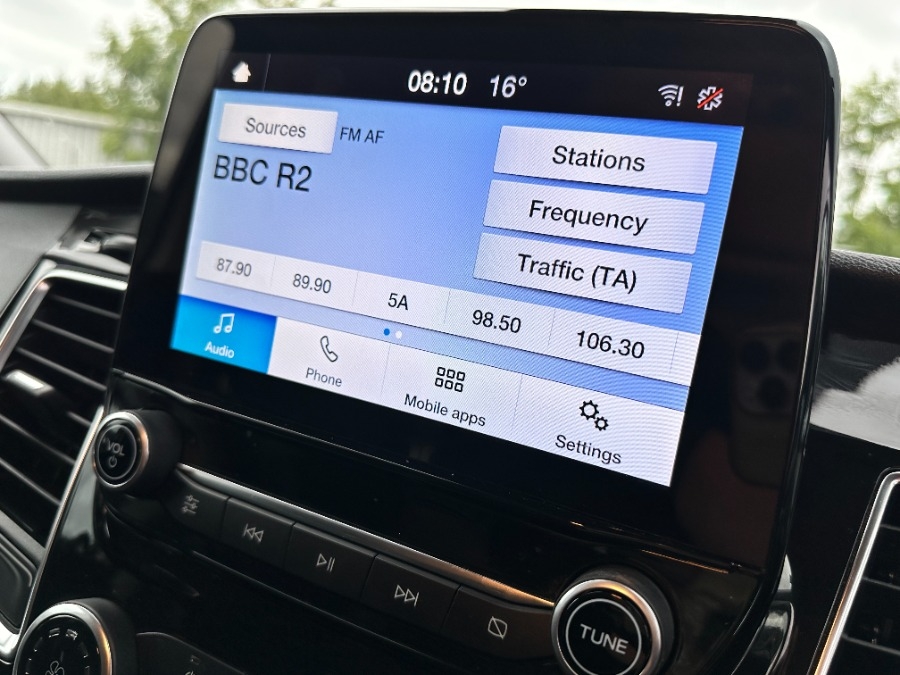 08:10 16°
Sources FM AF
BBC R2
Stations
Frequency
Traffic (TA)
87.90 89.90 5A 98.50 106.30
Audio Phone Mobile apps Settings
VOL
TUNE